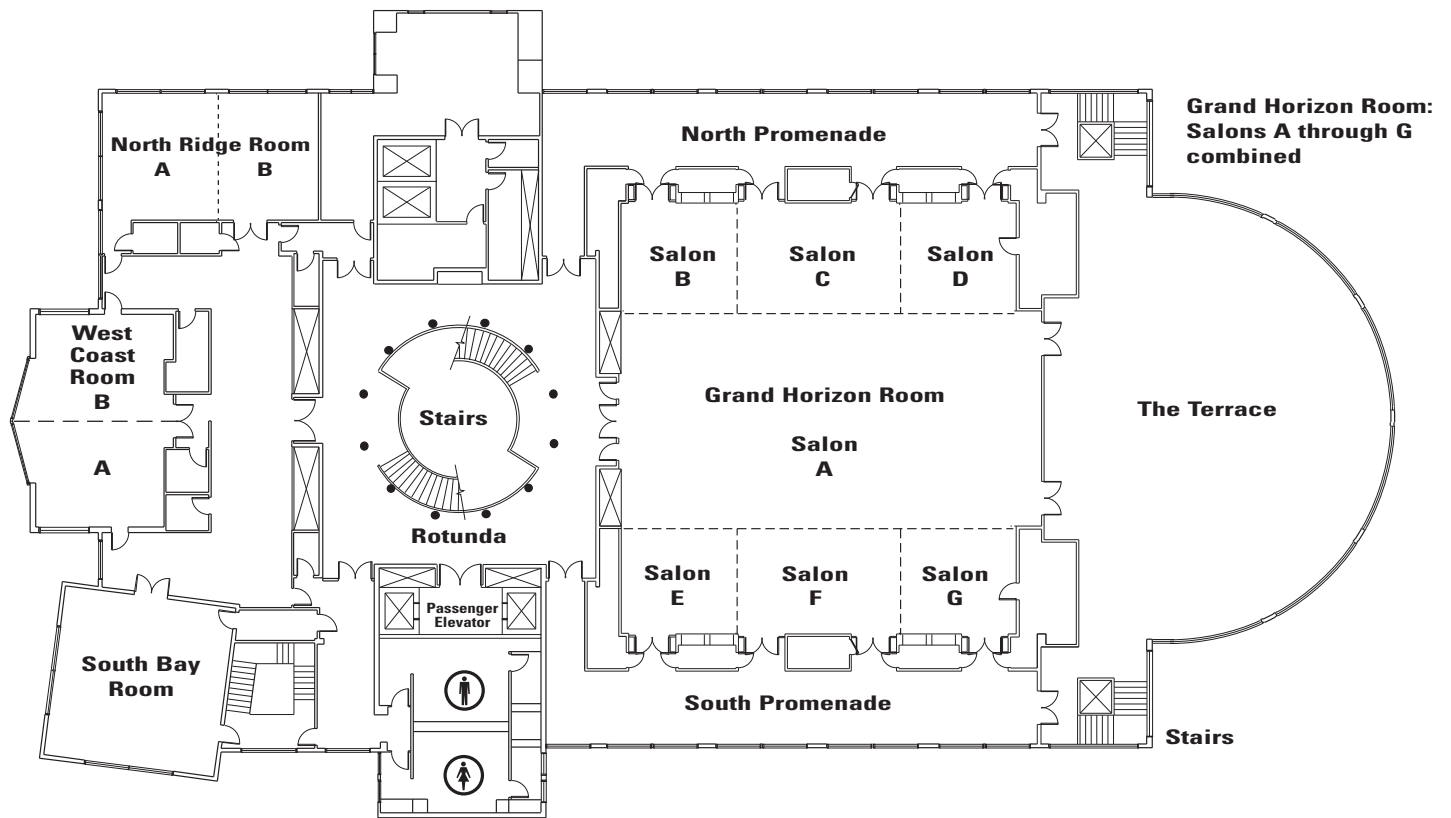 Grand Horizon Room:
Salons A through G
combined
North Promenade
North Ridge Room
A B
Salon
B
Salon
C
Salon
D
West
Coast
Room
B
A
Stairs
Grand Horizon Room
Salon
A
The Terrace
Rotunda
Salon
E
Salon
F
Salon
G
Passenger
Elevator
South Bay
Room
South Promenade
Stairs